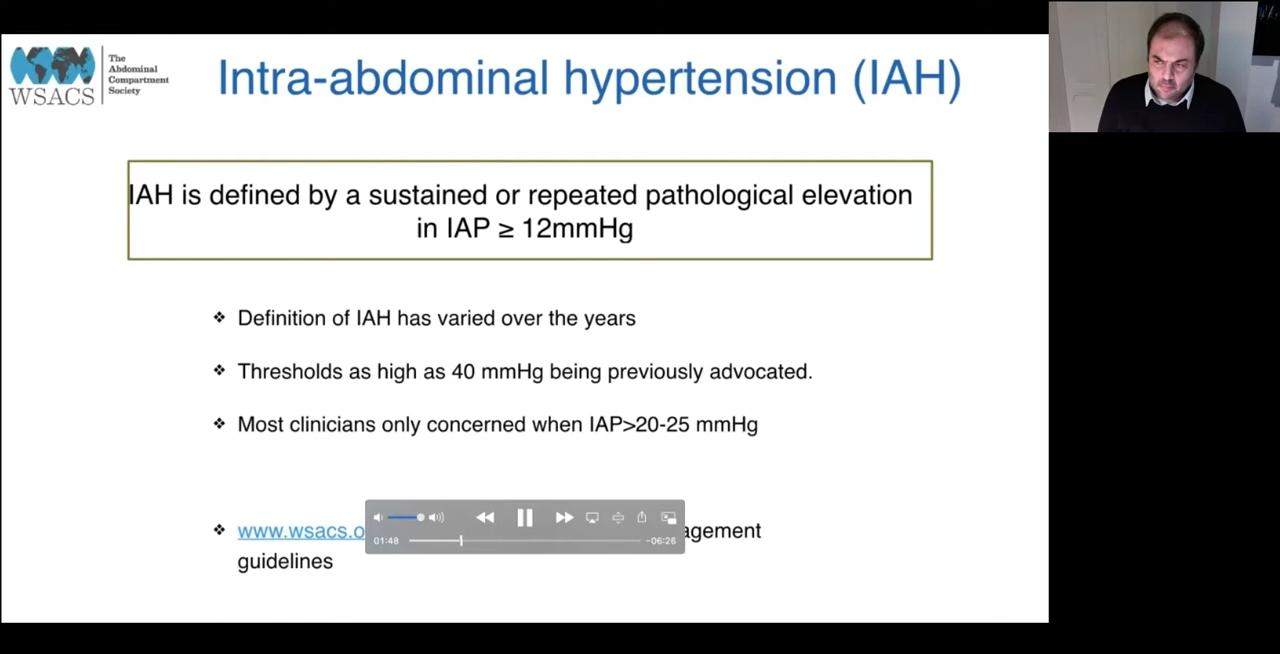 The
Abdominal
Compartment
Society
WSACS
Intra-abdominal hypertension (IAH)
IAH is defined by a sustained or repeated pathological elevation
in IAP ≥ 12mmHg
❖ Definition of IAH has varied over the years
❖ Thresholds as high as 40 mmHg being previously advocated.
❖ Most clinicians only concerned when IAP>20-25 mmHg
❖ www.wsacs.o agement
guidelines
01:48 -06:26